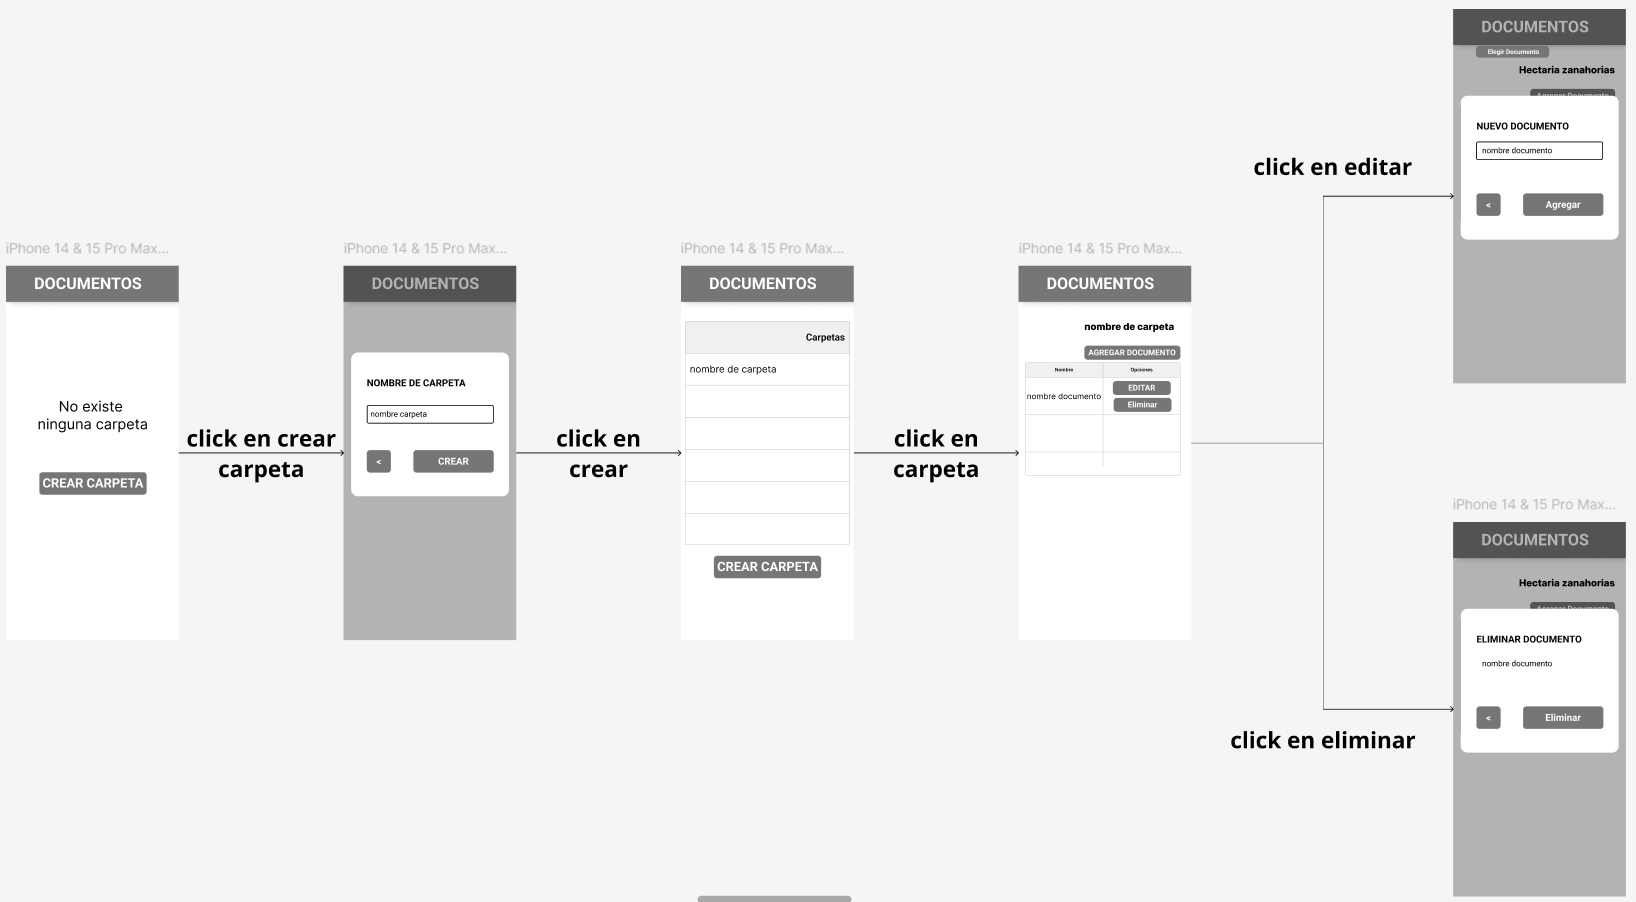 iPhone 14 & 15 Pro Max...
DOCUMENTOS
No existe
ninguna carpeta
CREAR CARPETA
click en crear
carpeta
iPhone 14 & 15 Pro Max...
DOCUMENTOS
NOMBRE DE CARPETA
nombre carpeta
<
CREAR
click en
crear
iPhone 14 & 15 Pro Max...
DOCUMENTOS
Carpetas
nombre de carpeta
CREAR CARPETA
click en
carpeta
iPhone 14 & 15 Pro Max...
DOCUMENTOS
nombre de carpeta
AGREGAR DOCUMENTO
Nombre Opciones
nombre documento
EDITAR
Eliminar
click en editar
DOCUMENTOS
Elegir Documento
Hectaria zanahorias
Agregar Documento
NUEVO DOCUMENTO
nombre documento
<
Agregar
click en eliminar
iPhone 14 & 15 Pro Max...
DOCUMENTOS
Hectaria zanahorias
Agregar Documento
ELIMINAR DOCUMENTO
nombre documento
<
Eliminar